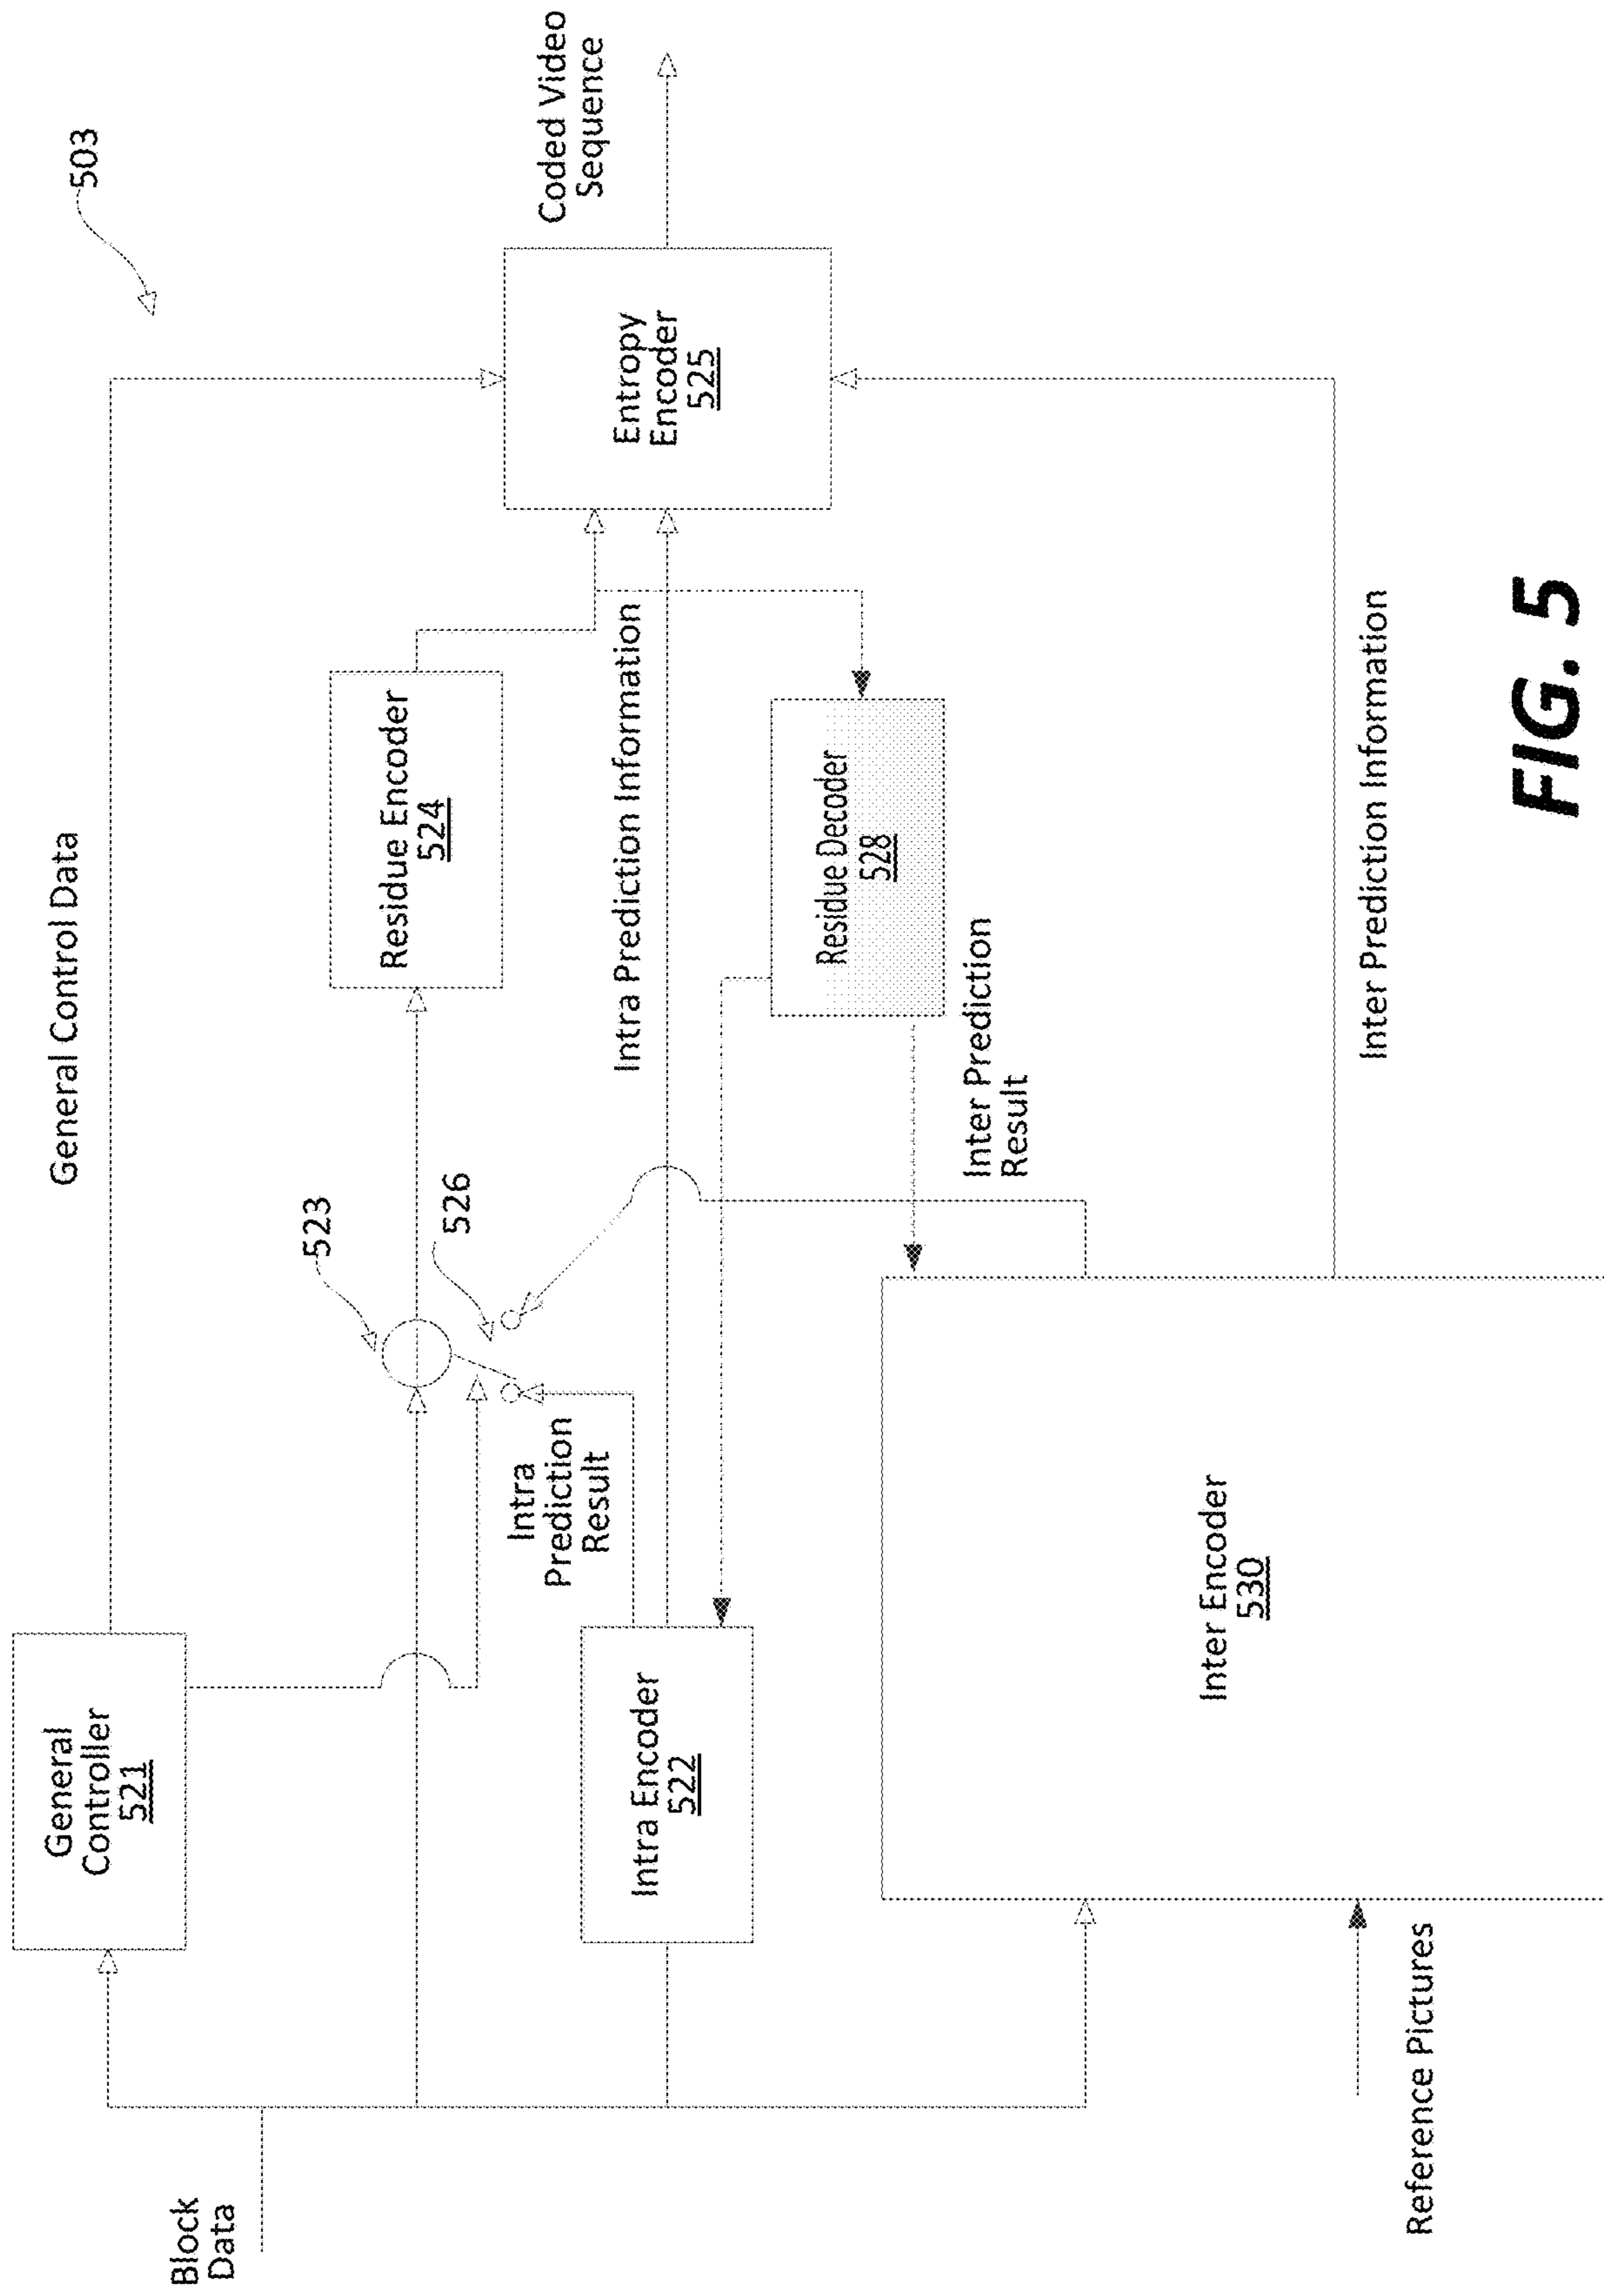 503
General Control Data
General
Controller
521
Block
Data
523
526
Residue Encoder
524
Coded Video
Sequence
Entropy
Encoder
525
Intra
Prediction
Result
Intra Prediction Information
Intra Encoder
522
Residue Decoder
528
Inter Prediction
Result
Inter Encoder
530
Inter Prediction Information
Reference Pictures
FIG. 5